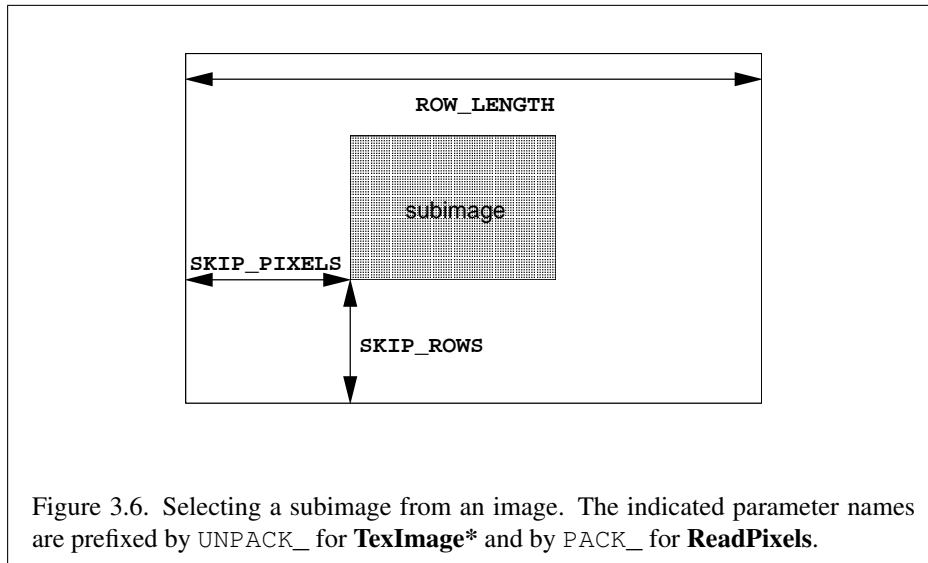 ROW_LENGTH
subimage
SKIP_PIXELS
SKIP_ROWS
Figure 3.6. Selecting a subimage from an image. The indicated parameter names
are prefixed by UNPACK_ for TexImage* and by PACK_ for ReadPixels.